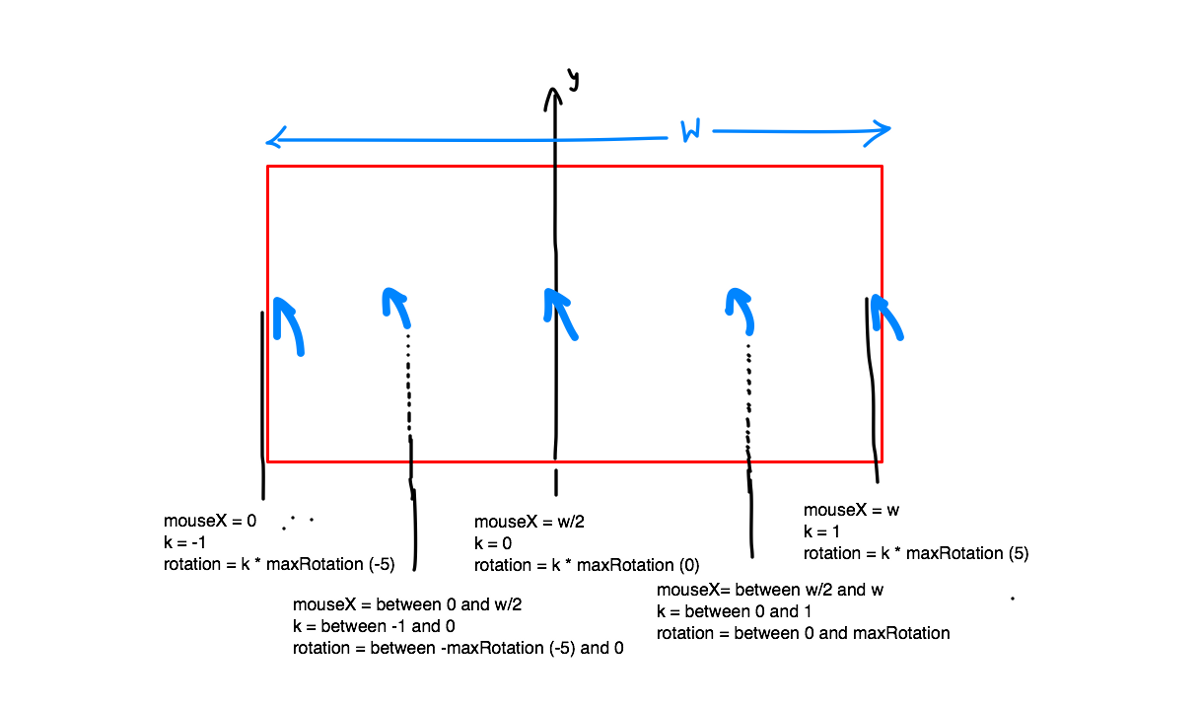 y
W
mouseX = 0
k = -1
rotation = k * maxRotation (-5)
mouseX = between 0 and w/2
k = between -1 and 0
rotation = between -maxRotation (-5) and 0
mouseX = w/2
k = 0
rotation = k * maxRotation (0)
mouseX= between w/2 and w
k = between 0 and 1
rotation = between 0 and maxRotation
mouseX = w
k = 1
rotation = k * maxRotation (5)